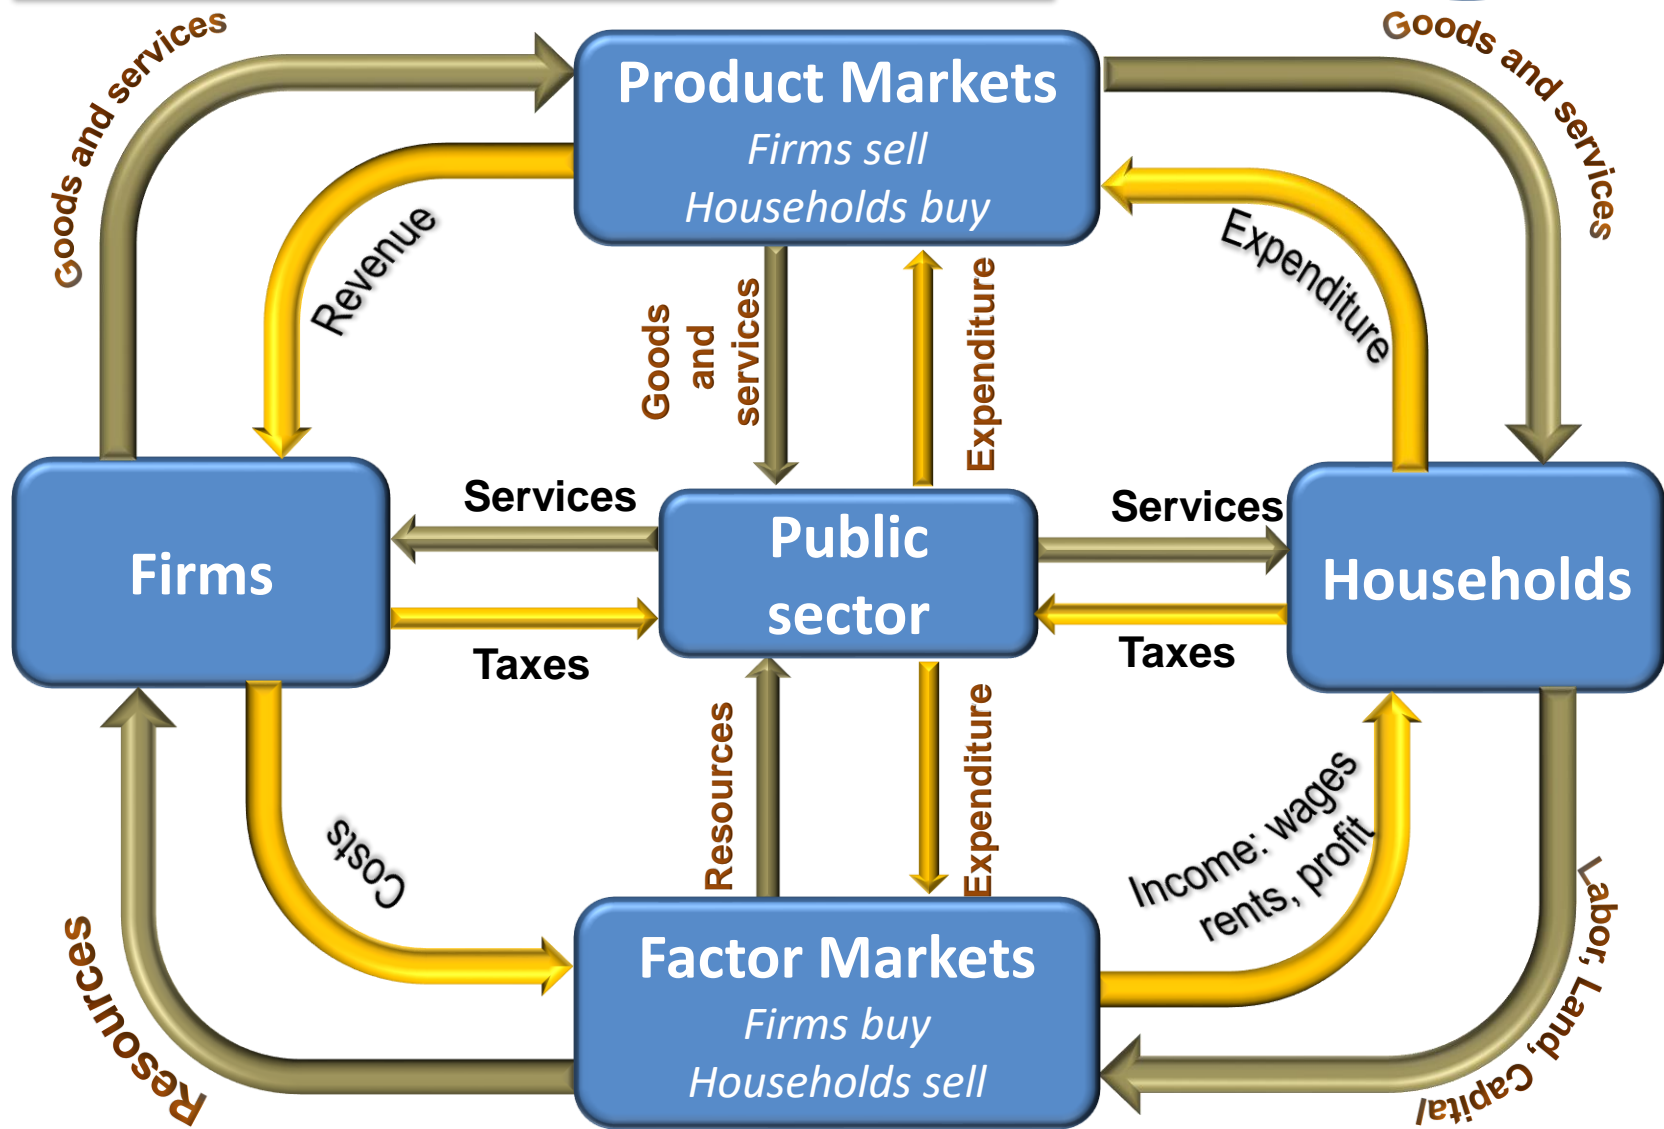 Goods and services
Goods and services
Product Markets
Firms sell
Households buy
Revenue
Expenditure
Goods
and
services
Expenditure
Services
Services
Firms
Public
sector
Households
Taxes
Taxes
Resources
Expenditure
Costs
Income: wages
rents, profit
Resources
Labor, Land, Capital
Factor Markets
Firms buy
Households sell